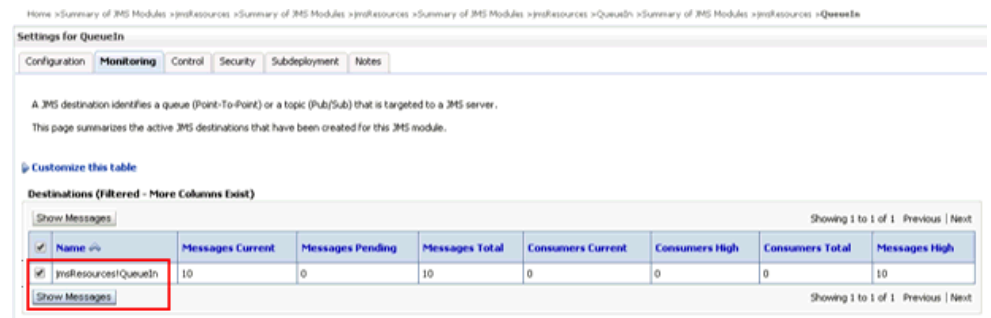 Home >Summary of JMS Modules >jmsResources >Summary of JMS Modules >jmsResources >Summary of JMS Modules >jmsResources >QueueIn >Summary of JMS Modules >jmsResources >QueueIn
Settings for QueueIn
Configuration Monitoring Control Security Subdeployment Notes
A JMS destination identifies a queue (Point-To-Point) or a topic (Pub/Sub) that is targeted to a JMS server.
This page summarizes the active JMS destinations that have been created for this JMS module.
Customize this table
Destinations (Filtered - More Columns Exist)
Show Messages Showing 1 to 1 of 1 Previous | Next
Name Messages Current Messages Pending Messages Total Consumers Current Consumers High Consumers Total Messages High
jmsResources!QueueIn 10 0 10 0 0 0 10
Show Messages Showing 1 to 1 of 1 Previous | Next